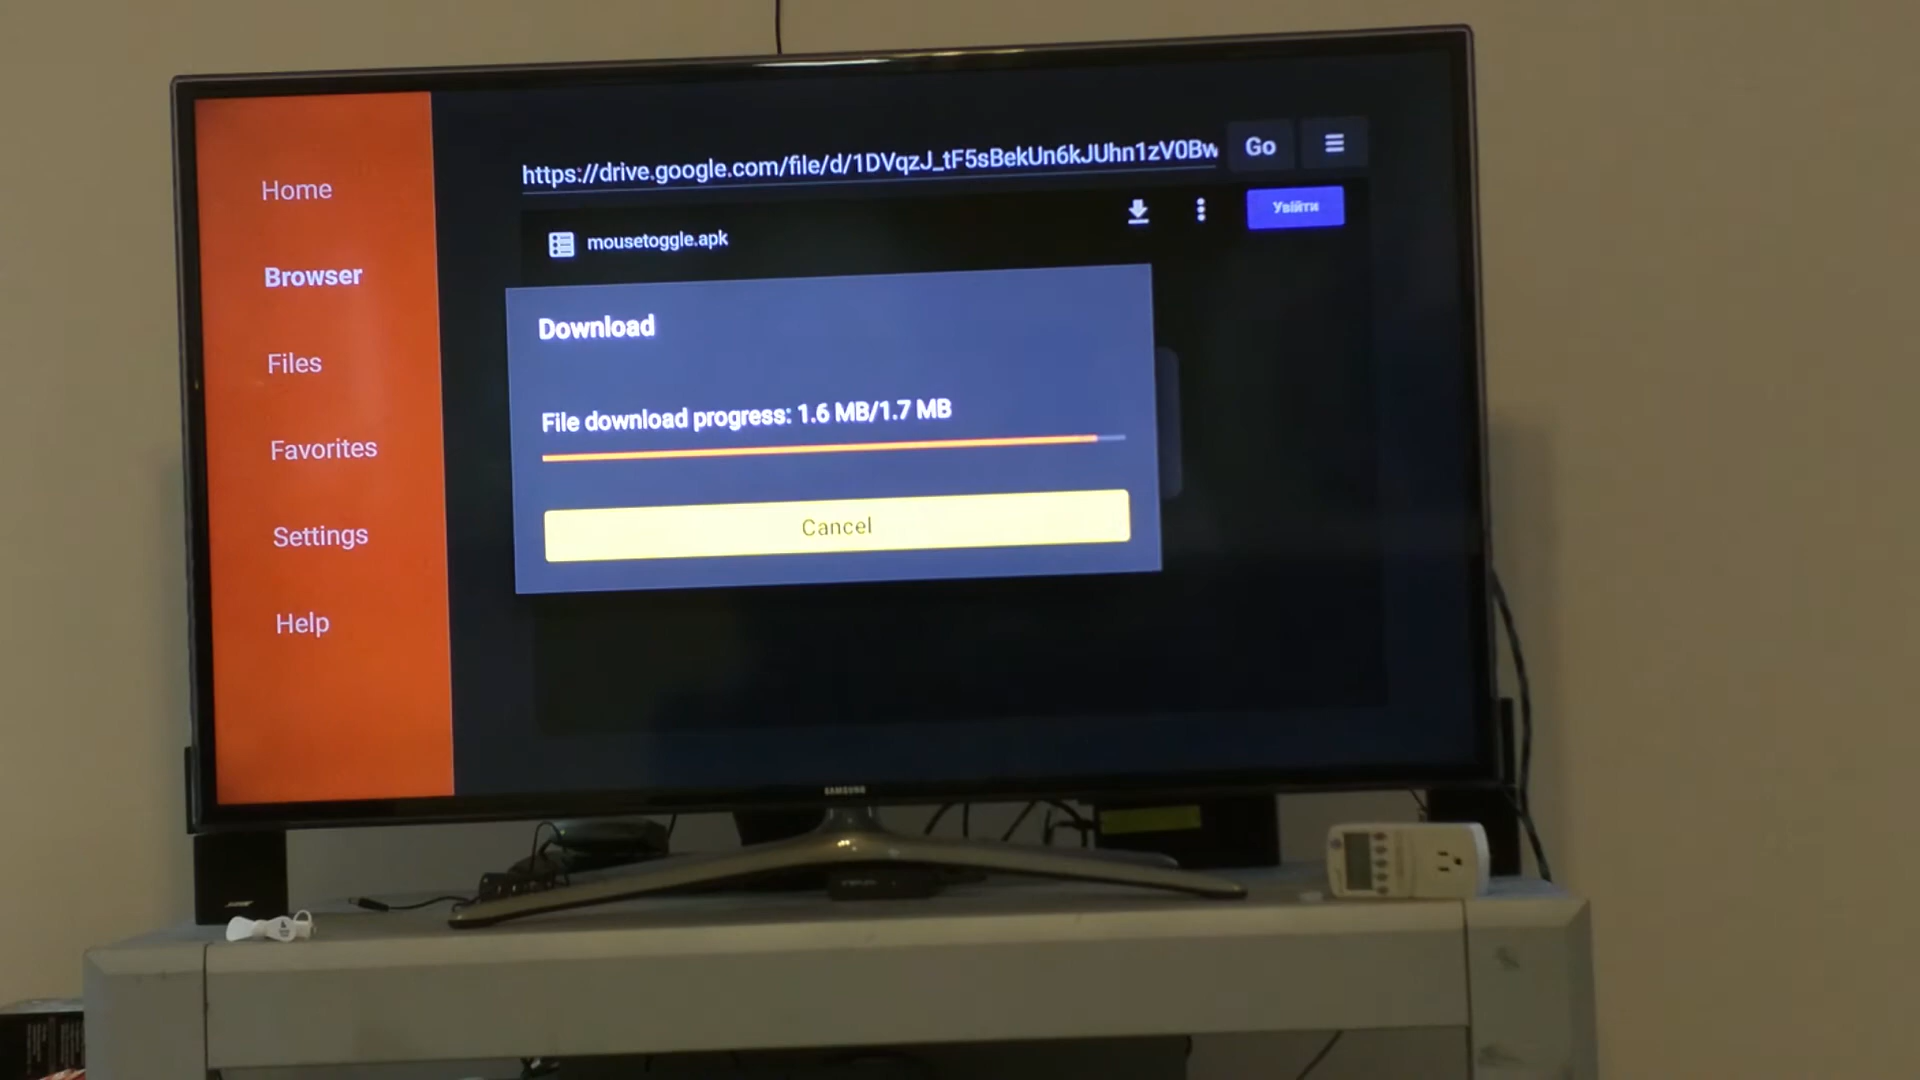 Home
Browser
Files
Favorites
Settings
Help
https://drive.google.com/file/d/1DVqzJ_tF5sBekUn6kJUhn1zV0Bw
Go
mousetoggle.apk
Увійти
Download
File download progress: 1.6 MB/1.7 MB
Cancel
SAMSUNG
BOSE